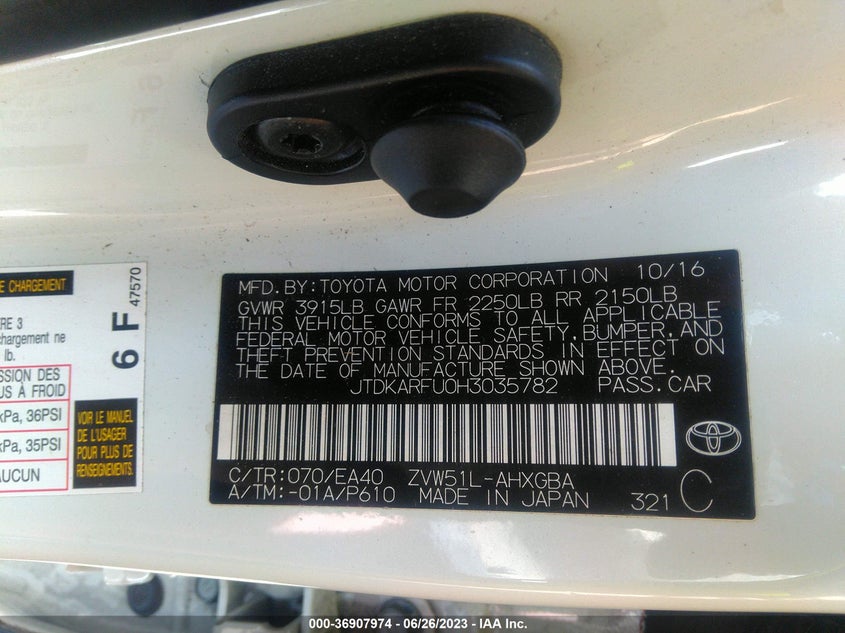 MFD. BY: TOYOTA MOTOR CORPORATION 10/16
GVWR 3915LB GAWR FR 2250LB RR 2150LB
THIS VEHICLE CONFORMS TO ALL APPLICABLE
FEDERAL MOTOR VEHICLE SAFETY, BUMPER, AND
THEFT PREVENTION STANDARDS IN EFFECT ON
THE DATE OF MANUFACTURE SHOWN ABOVE.
JTDKARFU0H3035782 PASS. CAR
C/TR: 070/EA40 ZVW51L-AHXGBA
A/TM: -01A/P610 MADE IN JAPAN 321 C
E CHARGEMENT
RE 3
chargement ne
lb.
SSION DES
US À FROID
kPa, 36PSI
kPa, 35PSI
AUCUN
6 F 47570
VOIR LE MANUEL
DE L'USAGER
POUR PLUS DE
RENSEIGNEMENTS.
000-36907974 | 06/26/2023 - IAA Inc.